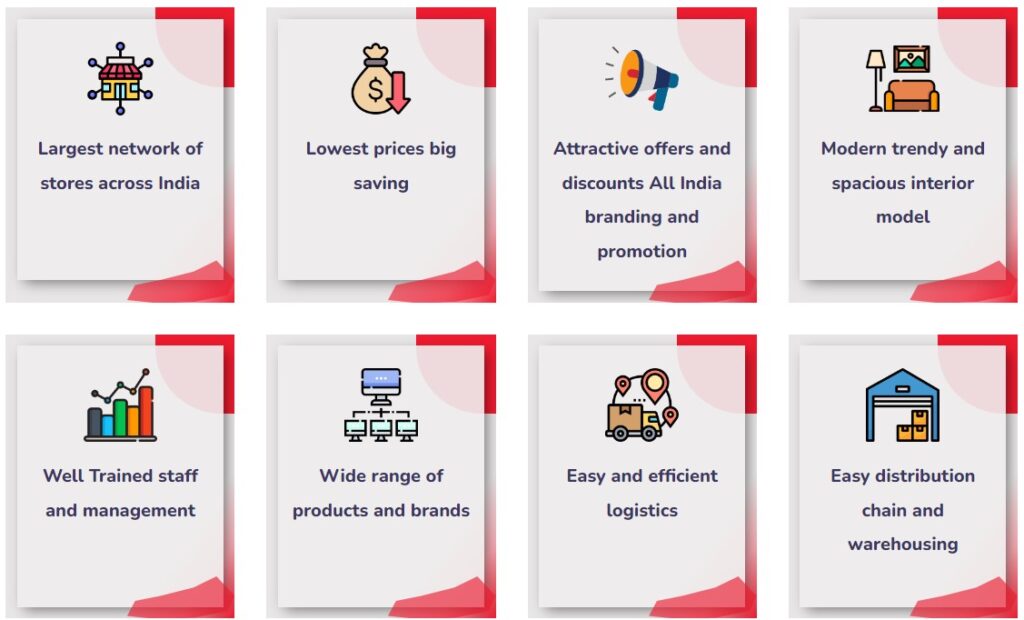 Largest network of
stores across India
Lowest prices big
saving
Attractive offers and
discounts All India
branding and
promotion
Modern trendy and
spacious interior
model
Well Trained staff
and management
Wide range of
products and brands
Easy and efficient
logistics
Easy distribution
chain and
warehousing